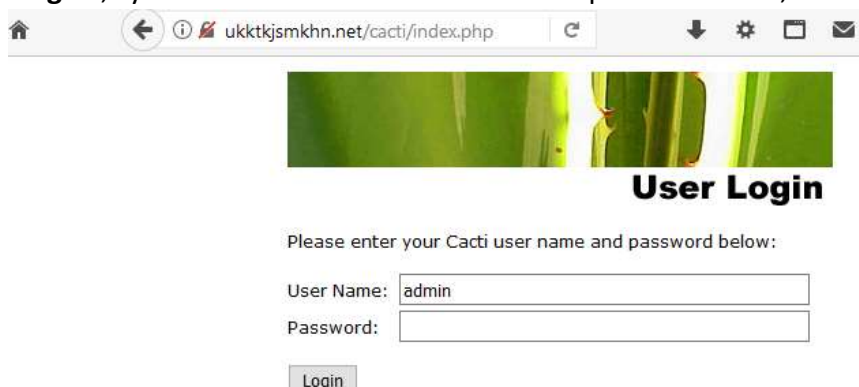 ukktkjsmkhn.net/cacti/index.php
User Login
Please enter your Cacti user name and password below:
User Name: admin
Password:
Login